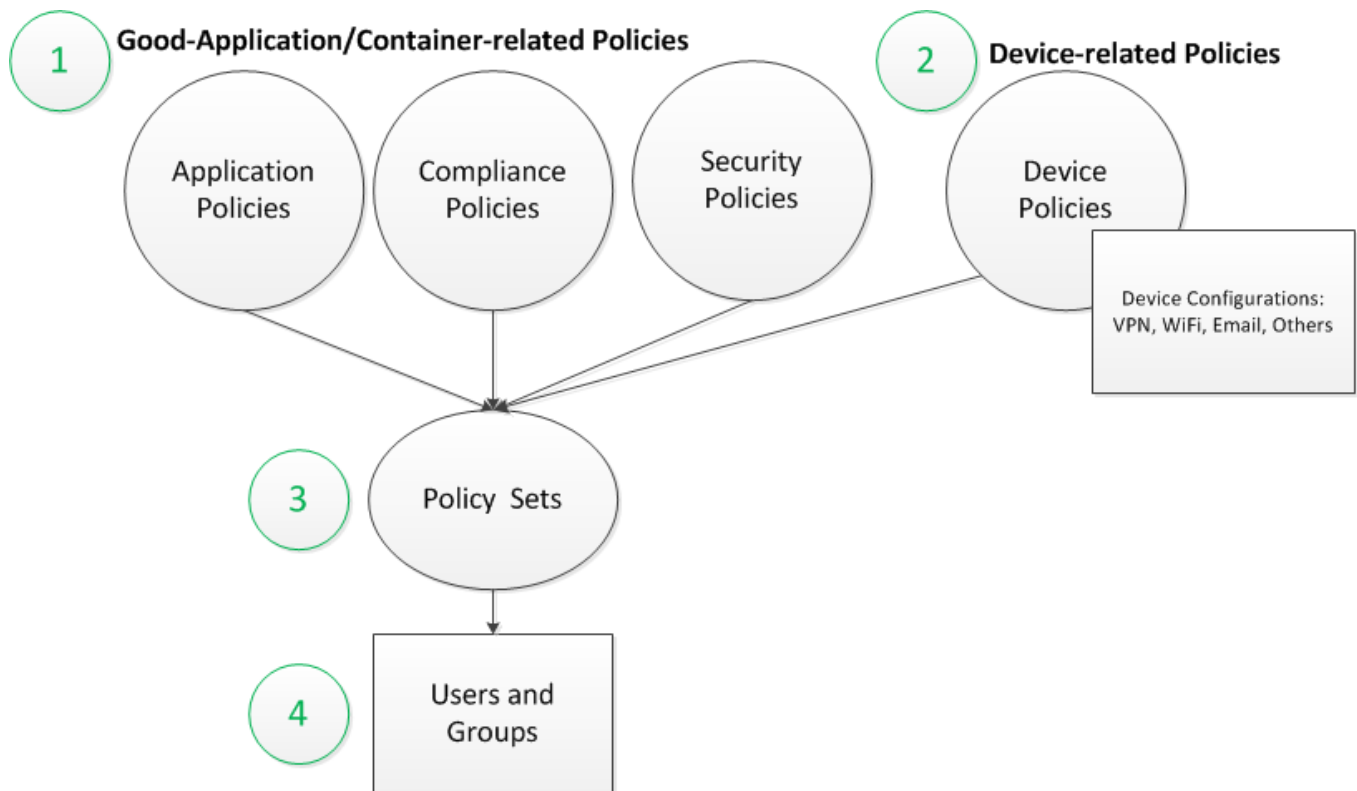 1
Good-Application/Container-related Policies
2
Device-related Policies
Application
Policies
Compliance
Policies
Security
Policies
Device
Policies
Device Configurations:
VPN, WiFi, Email, Others
3
Policy Sets
4
Users and
Groups